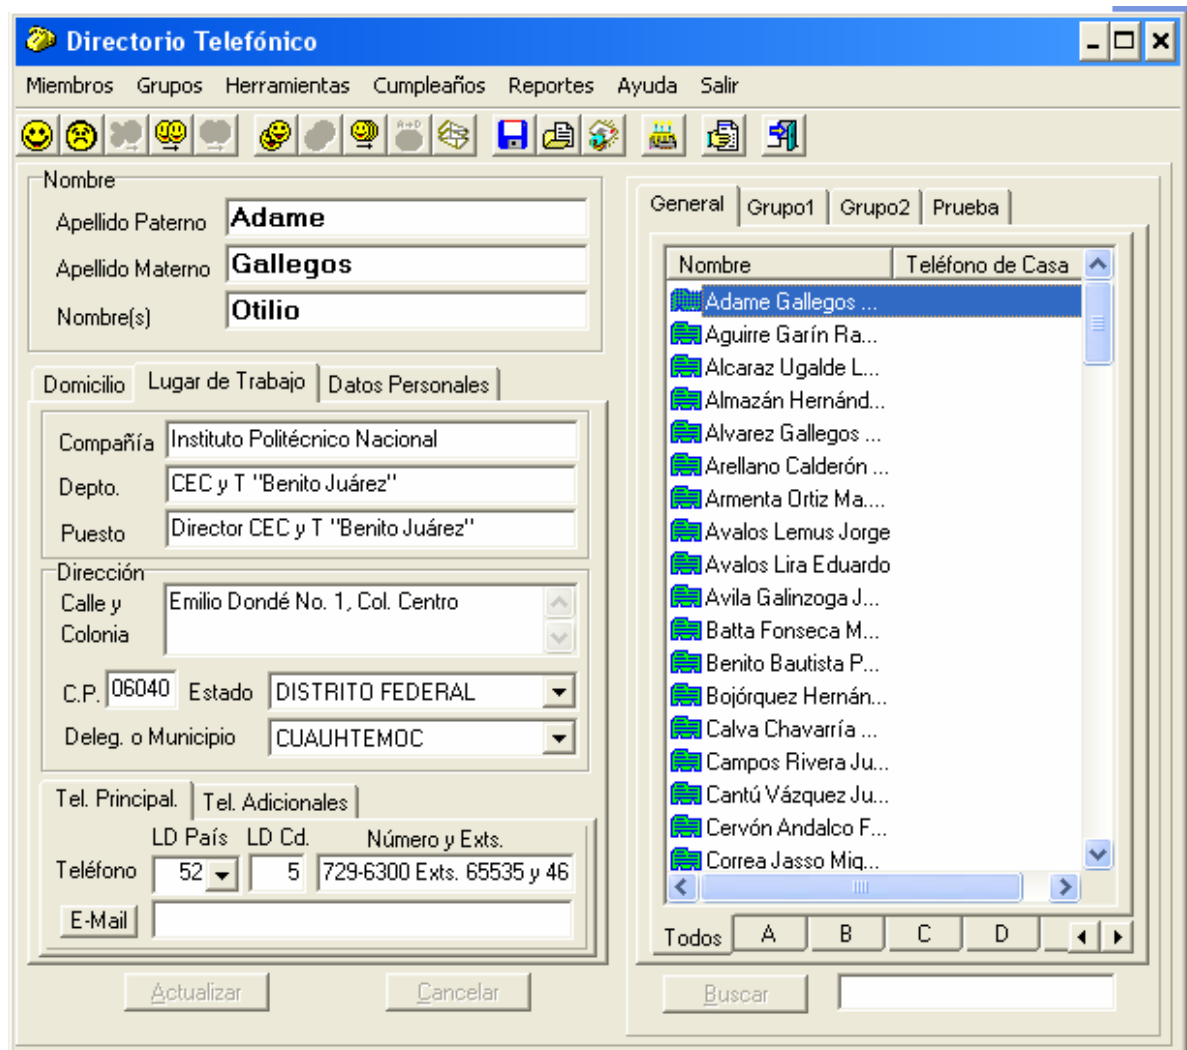 Directorio Telefónico
Miembros Grupos Herramientas Cumpleaños Reportes Ayuda Salir
Nombre
Apellido Paterno Adame
Apellido Materno Gallegos
Nombre(s) Otilio
Domicilio Lugar de Trabajo Datos Personales
Compañía Instituto Politécnico Nacional
Depto. CEC y T "Benito Juárez"
Puesto Director CEC y T "Benito Juárez"
Dirección
Calle y Emilio Dondé No. 1, Col. Centro
Colonia
C.P. 06040 Estado DISTRITO FEDERAL
Deleg. o Municipio CUAUHTEMOC
Tel. Principal. Tel. Adicionales
LD País LD Cd. Número y Exts.
Teléfono 52 5 729-6300 Exts. 65535 y 46
E-Mail
Actualizar Cancelar
General Grupo1 Grupo2 Prueba
Nombre Teléfono de Casa
Adame Gallegos ...
Aguirre Garín Ra...
Alcaraz Ugalde L...
Almazán Hernánd...
Alvarez Gallegos ...
Arellano Calderón ...
Armenta Ortiz Ma....
Avalos Lemus Jorge
Avalos Lira Eduardo
Avila Galinzoga J...
Batta Fonseca M...
Benito Bautista P...
Bojórquez Hernán...
Calva Chavarría ...
Campos Rivera Ju...
Cantú Vázquez Ju...
Cervón Andalco F...
Correa Jasso Mig...
Todos A B C D
Buscar